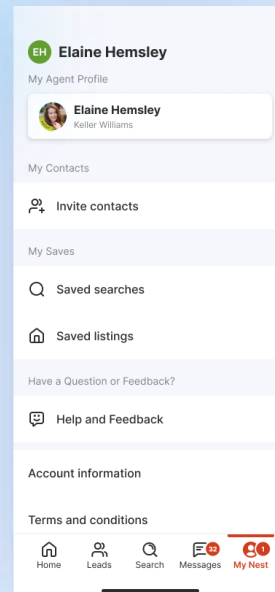 EH Elaine Hemsley
My Agent Profile
Elaine Hemsley
Keller Williams
My Contacts
Invite contacts
My Saves
Saved searches
Saved listings
Have a Question or Feedback?
Help and Feedback
Account information
Terms and conditions
32 1
Home Leads Search Messages My Nest